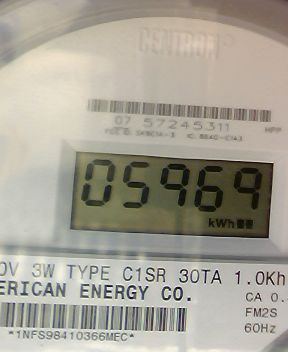 CENTRON
07 57245311
HPP
05969
kWh
0V 3W TYPE C1SR 30TA 1.0Kh
ERICAN ENERGY CO.
CA 0.
FM2S
60Hz
*1NFS98410366MEC*